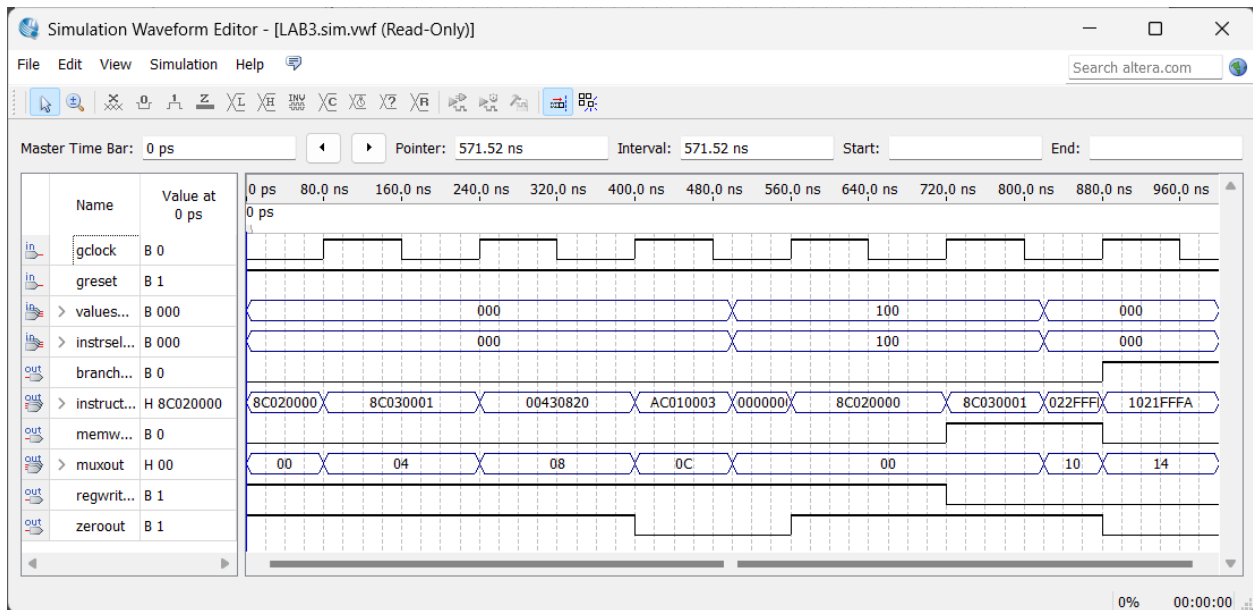 Simulation Waveform Editor - [LAB3.sim.vwf (Read-Only)]
File Edit View Simulation Help
Search altera.com
Master Time Bar: 0 ps Pointer: 571.52 ns Interval: 571.52 ns Start: End:
Name Value at 0 ps
0 ps 80.0 ns 160.0 ns 240.0 ns 320.0 ns 400.0 ns 480.0 ns 560.0 ns 640.0 ns 720.0 ns 800.0 ns 880.0 ns 960.0 ns
0 ps
gclock B 0
greset B 1
> values... B 000 000 100 000
> instrsel... B 000 000 100 000
branch... B 0
> instruct... H 8C020000 8C020000 8C030001 00430820 AC010003 000000 8C020000 8C030001 022FFF 1021FFFA
memw... B 0
> muxout H 00 00 04 08 0C 00 10 14
regwrit... B 1
zeroout B 1
0% 00:00:00